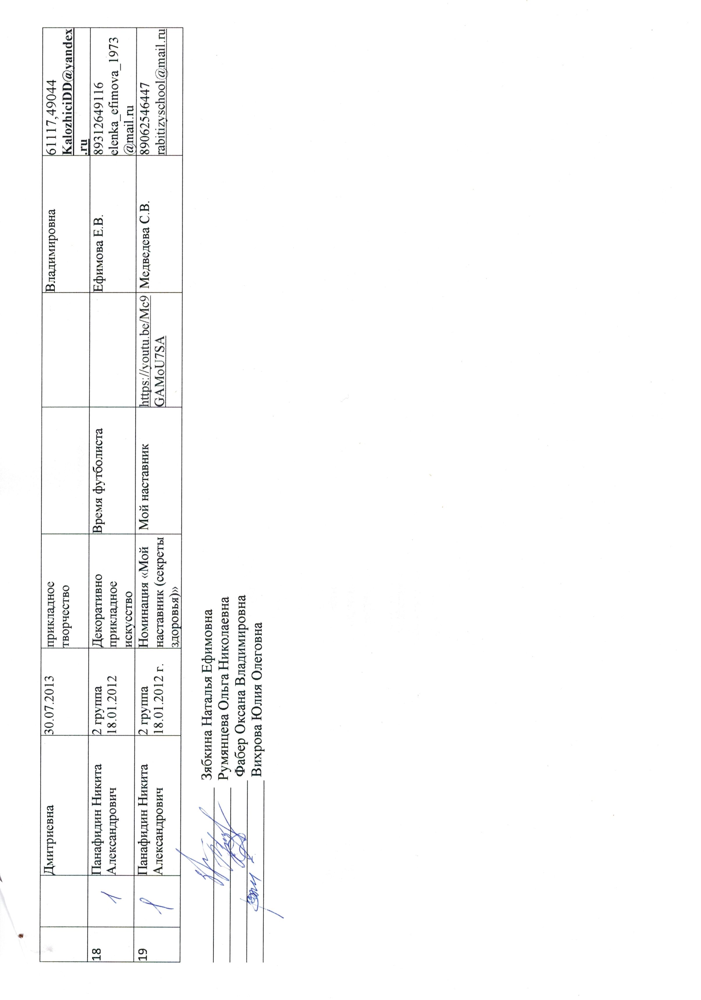 Дмитриевна
30.07.2013
прикладное
творчество
Владимировна
61117,49044
KalozhiciDD@yandex
.ru
18
1
Панафидин Никита
Александрович
2 группа
18.01.2012
Декоративно
прикладное
искусство
Время футболиста
Ефимова Е.В.
89312649116
elenka_efimova_1973
@mail.ru
19
1
Панафидин Никита
Александрович
2 группа
18.01.2012 г.
Номинация «Мой
наставник (секреты
здоровья)»
Мой наставник
https://youtu.be/Mc9
GAMoU7SA
Медведева С.В.
89062546447
rabitizyschool@mail.ru
Зябкина Наталья Ефимовна
Румянцева Ольга Николаевна
Фабер Оксана Владимировна
Вихрова Юлия Олеговна